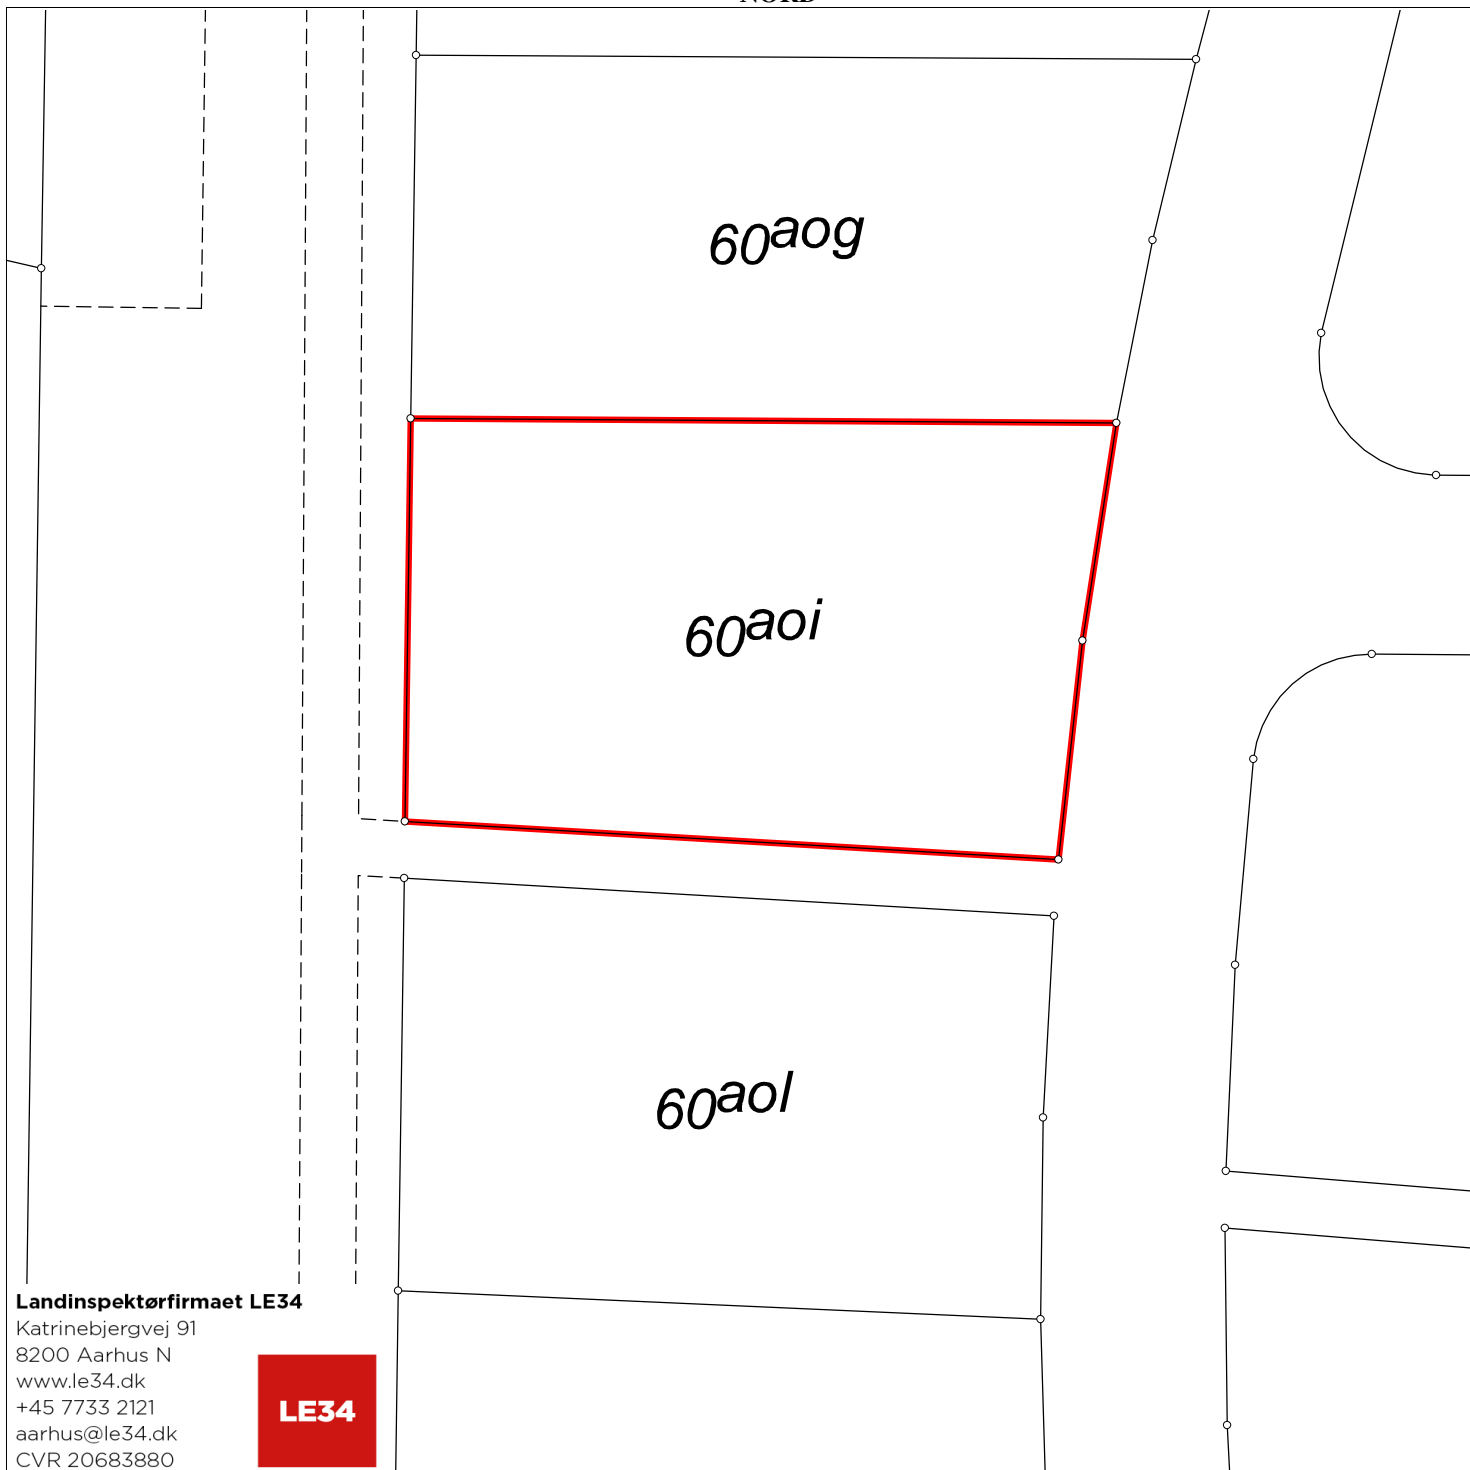 NORD
60aog
60aoi
60aol
Landinspektørfirmaet LE34
Katrinebjergvej 91
8200 Aarhus N
www.le34.dk
+45 7733 2121
aarhus@le34.dk
CVR 20683880
LE34